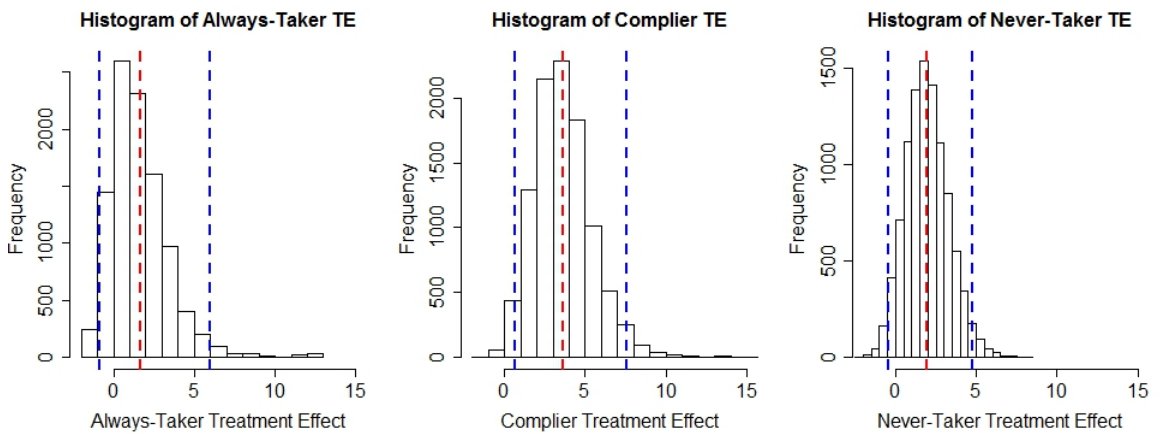 Histogram of Always-Taker TE
Frequency
0
500
1000
2000
0
5
10
15
Always-Taker Treatment Effect
Histogram of Complier TE
Frequency
0
500
1000
1500
2000
0
5
10
15
Complier Treatment Effect
Histogram of Never-Taker TE
Frequency
0
500
1000
1500
0
5
10
15
Never-Taker Treatment Effect